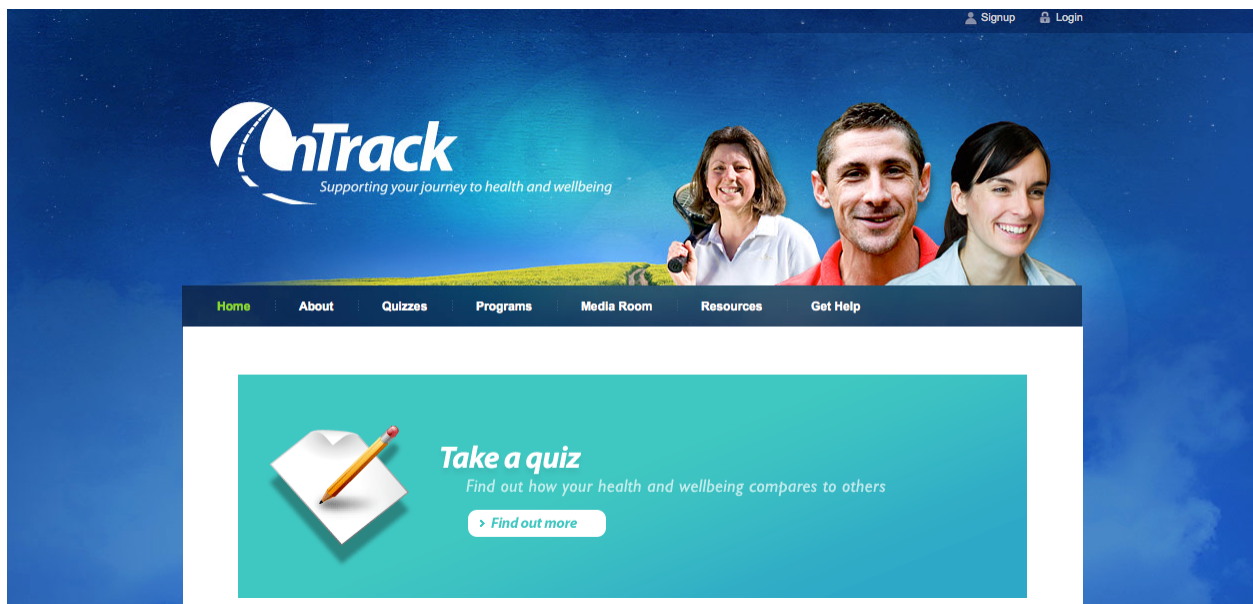 Signup Login
OnTrack
Supporting your journey to health and wellbeing
Home About Quizzes Programs Media Room Resources Get Help
Take a quiz
Find out how your health and wellbeing compares to others
› Find out more